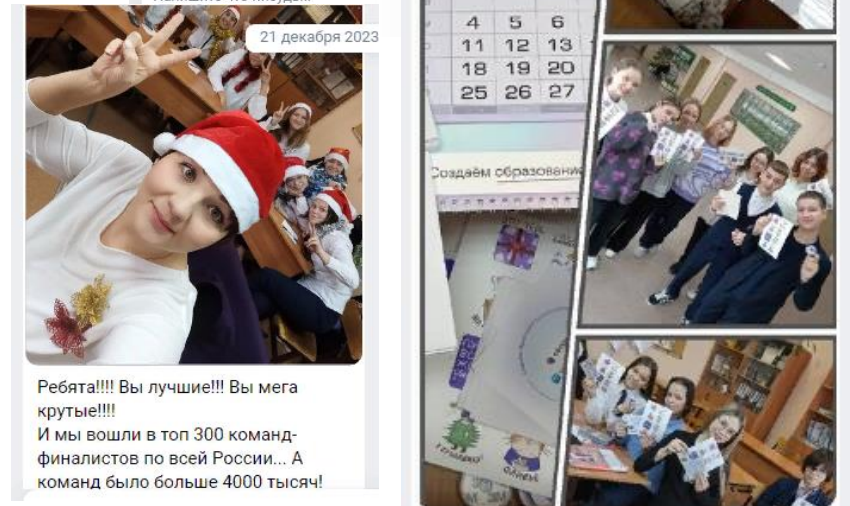 21 декабря 2023
Ребята!!!! Вы лучшие!!! Вы мега
крутые!!!!
И мы вошли в топ 300 команд-
финалистов по всей России... А
команд было больше 4000 тысяч!
4 5 6
11 12 13
18 19 20
25 26 27
Создаём образование